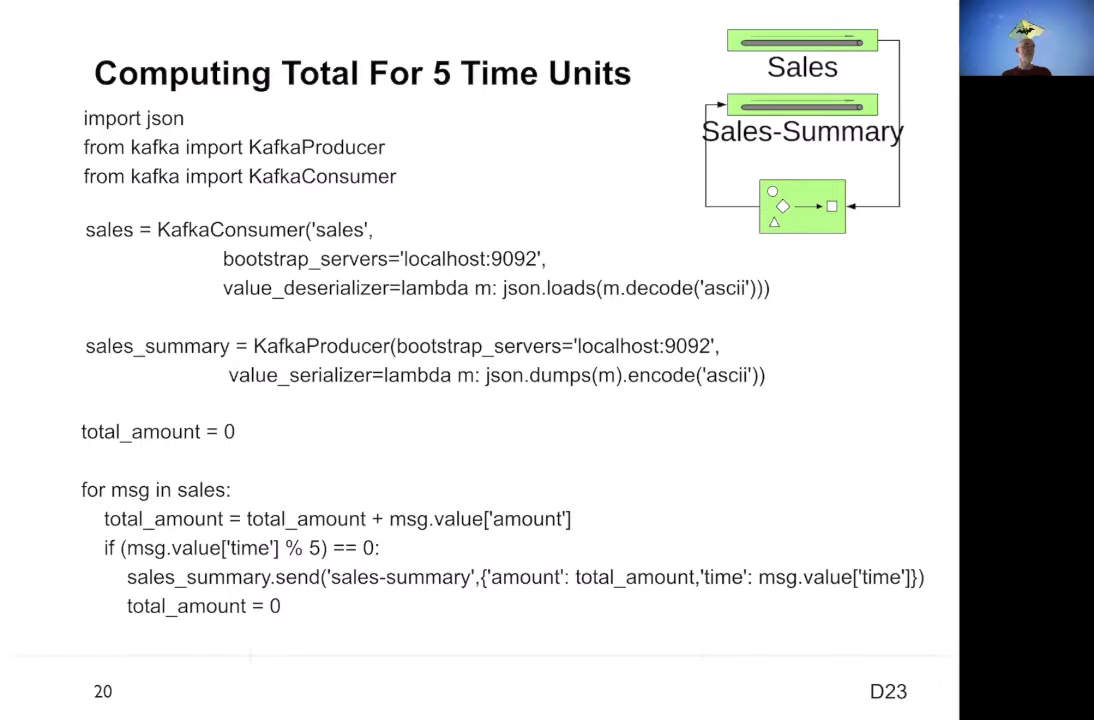 Computing Total For 5 Time Units
Sales
Sales-Summary
import json
from kafka import KafkaProducer
from kafka import KafkaConsumer
sales = KafkaConsumer('sales',
bootstrap_servers='localhost:9092',
value_deserializer=lambda m: json.loads(m.decode('ascii')))
sales_summary = KafkaProducer(bootstrap_servers='localhost:9092',
value_serializer=lambda m: json.dumps(m).encode('ascii'))
total_amount = 0
for msg in sales:
total_amount = total_amount + msg.value['amount']
if (msg.value['time'] % 5) == 0:
sales_summary.send('sales-summary',{'amount': total_amount,'time': msg.value['time']})
total_amount = 0
20
D23